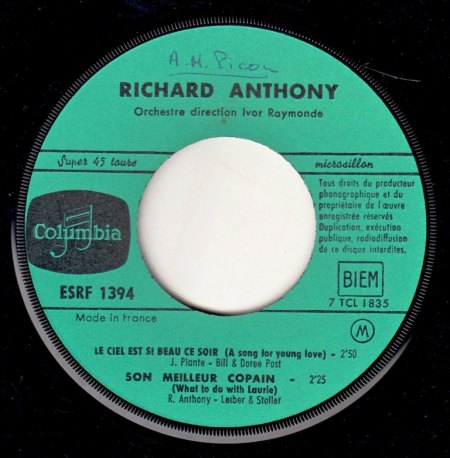 A.M. Picon
RICHARD ANTHONY
Orchestre direction Ivor Raymonde
Super 45 tours
microsillon
Tous droits du producteur
phonographique et du
propriétaire de l'œuvre
enregistrée réservés
Duplication, exécution
publique, radiodiffusion
de ce disque interdites.
Columbia
ESRF 1394
BIEM
7 TCL 1835
Made in France
M
LE CIEL EST SI BEAU CE SOIR (A song for young love) - 2'50
J. Plante - Bill & Doree Post
SON MEILLEUR COPAIN - 2'25
(What to do with Laurie)
R. Anthony - Leiber & Stoller